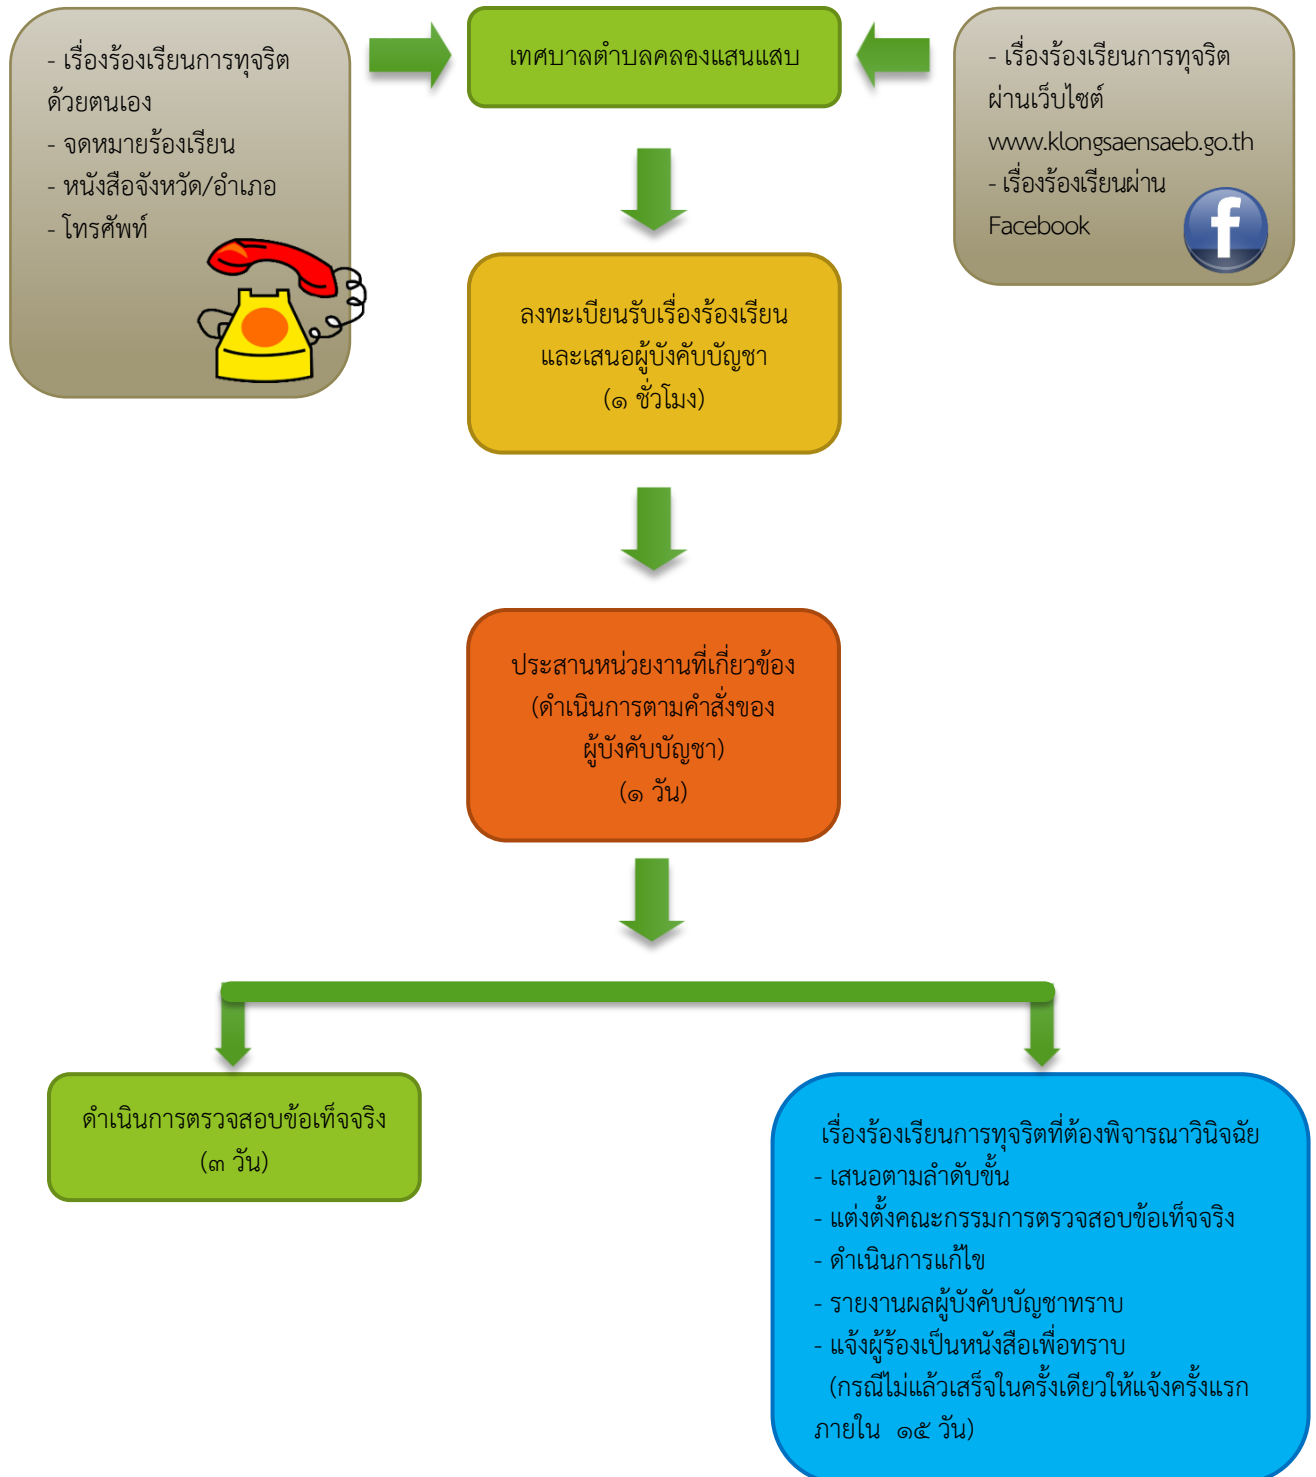 - เรื่องร้องเรียนการทุจริต
ด้วยตนเอง
- จดหมายร้องเรียน
- หนังสือจังหวัด/อำเภอ
- โทรศัพท์
เทศบาลตำบลคลองแสนแสบ
- เรื่องร้องเรียนการทุจริต
ผ่านเว็บไซต์
www.klongsaensaeb.go.th
- เรื่องร้องเรียนผ่าน
Facebook
f
ลงทะเบียนรับเรื่องร้องเรียน
และเสนอผู้บังคับบัญชา
(๑ ชั่วโมง)
ประสานหน่วยงานที่เกี่ยวข้อง
(ดำเนินการตามคำสั่งของ
ผู้บังคับบัญชา)
(๑ วัน)
ดำเนินการตรวจสอบข้อเท็จจริง
(๓ วัน)
เรื่องร้องเรียนการทุจริตที่ต้องพิจารณาวินิจฉัย
- เสนอตามลำดับขั้น
- แต่งตั้งคณะกรรมการตรวจสอบข้อเท็จจริง
- ดำเนินการแก้ไข
- รายงานผลผู้บังคับบัญชาทราบ
- แจ้งผู้ร้องเป็นหนังสือเพื่อทราบ
(กรณีไม่แล้วเสร็จในครั้งเดียวให้แจ้งครั้งแรก
ภายใน ๑๕ วัน)